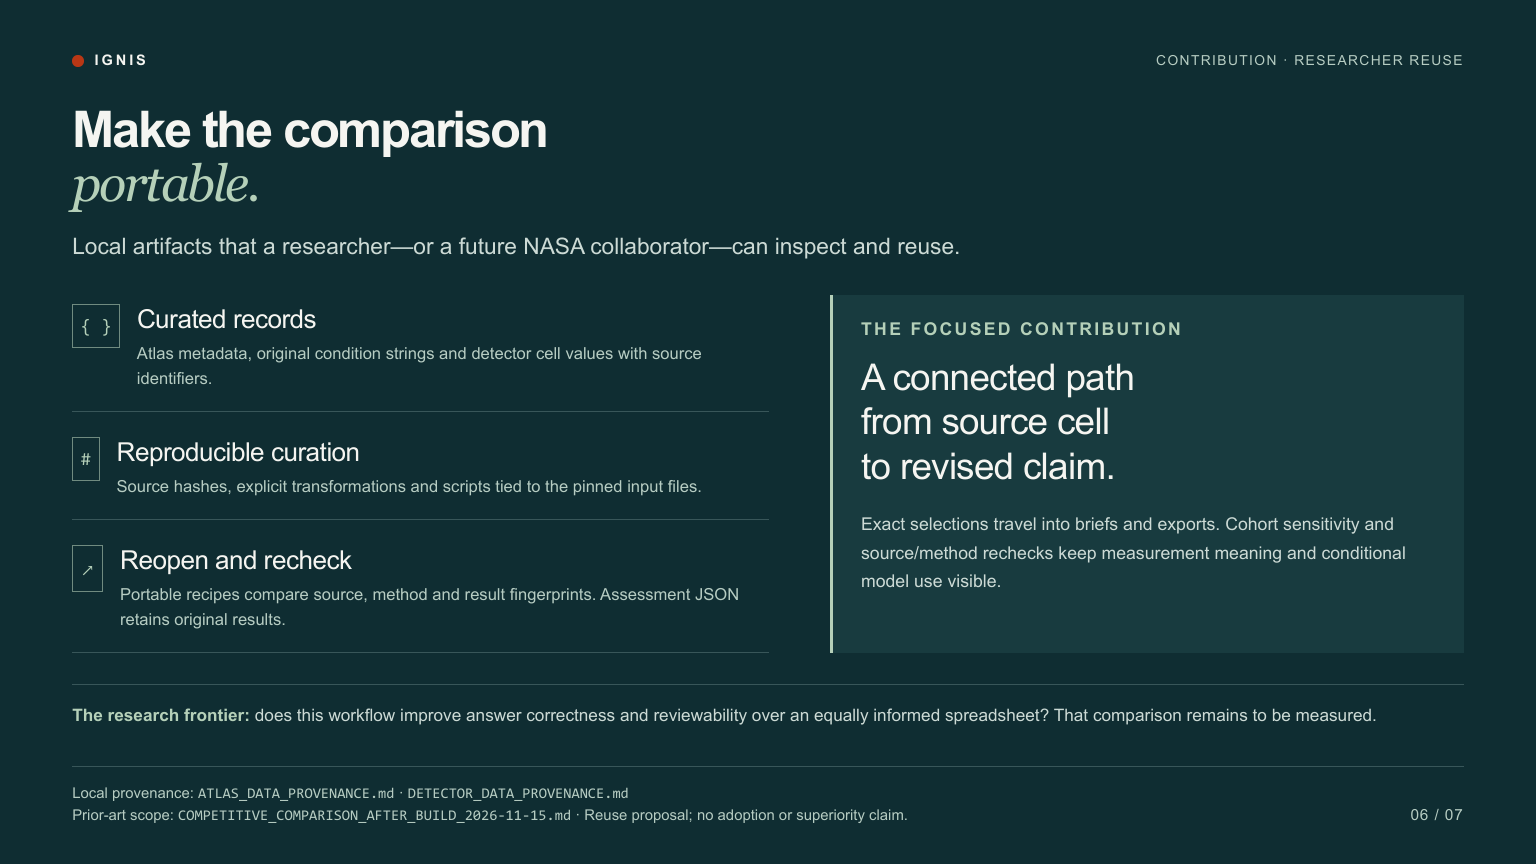 IGNIS
CONTRIBUTION · RESEARCHER REUSE
Make the comparison
portable.
Local artifacts that a researcher—or a future NASA collaborator—can inspect and reuse.
{ }
Curated records
Atlas metadata, original condition strings and detector cell values with source
identifiers.
#
Reproducible curation
Source hashes, explicit transformations and scripts tied to the pinned input files.
↗
Reopen and recheck
Portable recipes compare source, method and result fingerprints. Assessment JSON
retains original results.
THE FOCUSED CONTRIBUTION
A connected path
from source cell
to revised claim.
Exact selections travel into briefs and exports. Cohort sensitivity and
source/method rechecks keep measurement meaning and conditional
model use visible.
The research frontier: does this workflow improve answer correctness and reviewability over an equally informed spreadsheet? That comparison remains to be measured.
Local provenance: ATLAS_DATA_PROVENANCE.md · DETECTOR_DATA_PROVENANCE.md
Prior-art scope: COMPETITIVE_COMPARISON_AFTER_BUILD_2026-11-15.md · Reuse proposal; no adoption or superiority claim.
06 / 07